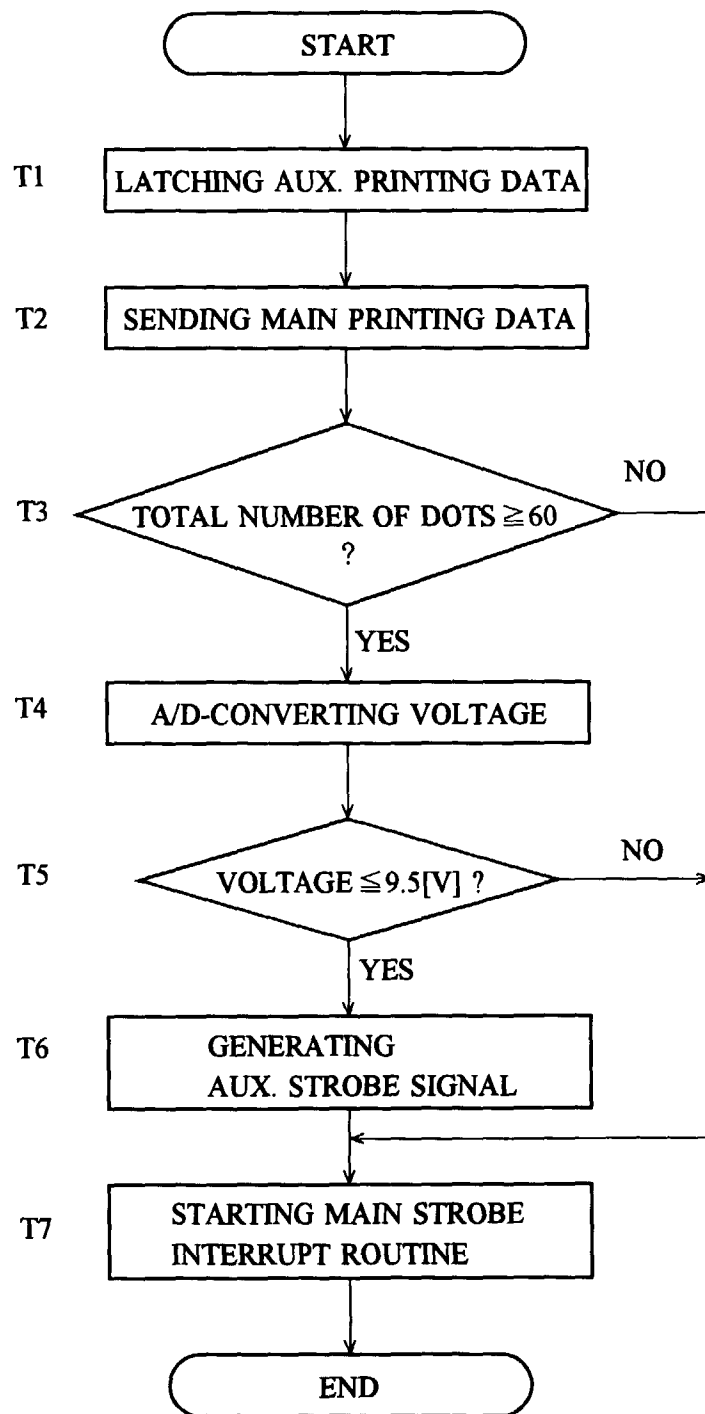 START
T1
LATCHING AUX. PRINTING DATA
T2
SENDING MAIN PRINTING DATA
NO
T3
TOTAL NUMBER OF DOTS ≧60
?
YES
T4
A/D-CONVERTING VOLTAGE
NO
T5
VOLTAGE ≦9.5[V] ?
YES
T6
GENERATING
AUX. STROBE SIGNAL
T7
STARTING MAIN STROBE
INTERRUPT ROUTINE
END